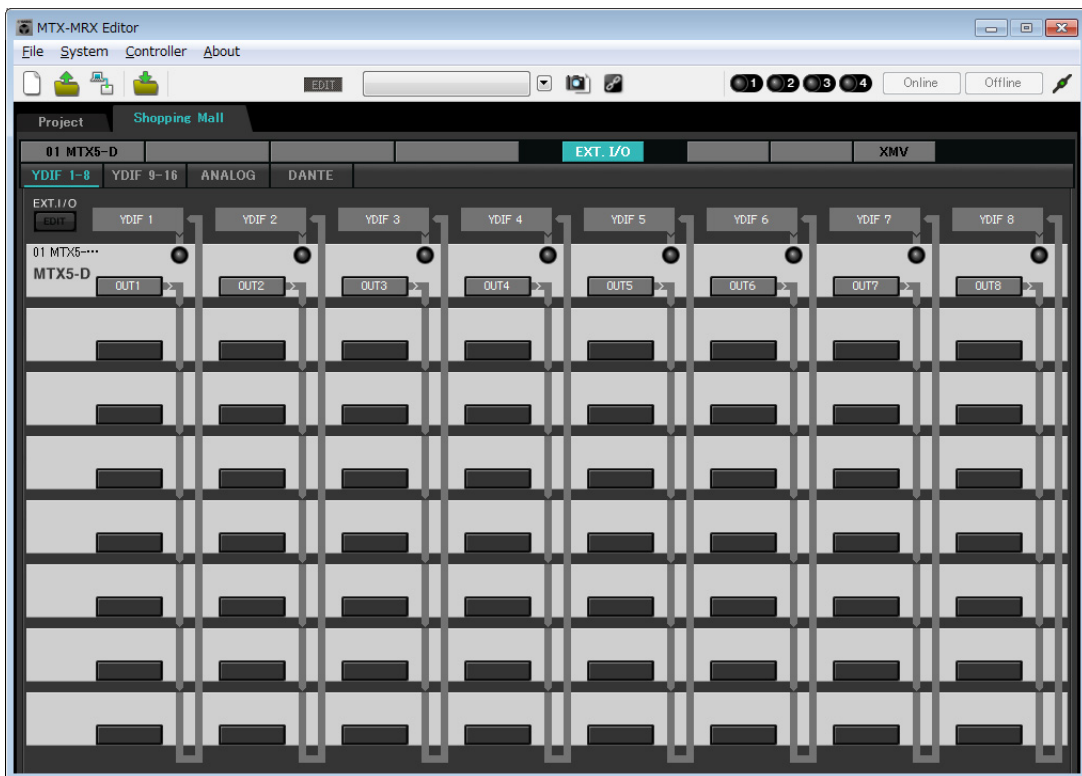 MTX-MRX Editor
File System Controller About
EDIT 1 2 3 4 Online Offline
Project Shopping Mall
01 MTX5-D EXT. I/O XMV
YDIF 1-8 YDIF 9-16 ANALOG DANTE
EXT.I/O
EDIT YDIF 1 YDIF 2 YDIF 3 YDIF 4 YDIF 5 YDIF 6 YDIF 7 YDIF 8
01 MTX5-···
MTX5-D
OUT1 OUT2 OUT3 OUT4 OUT5 OUT6 OUT7 OUT8